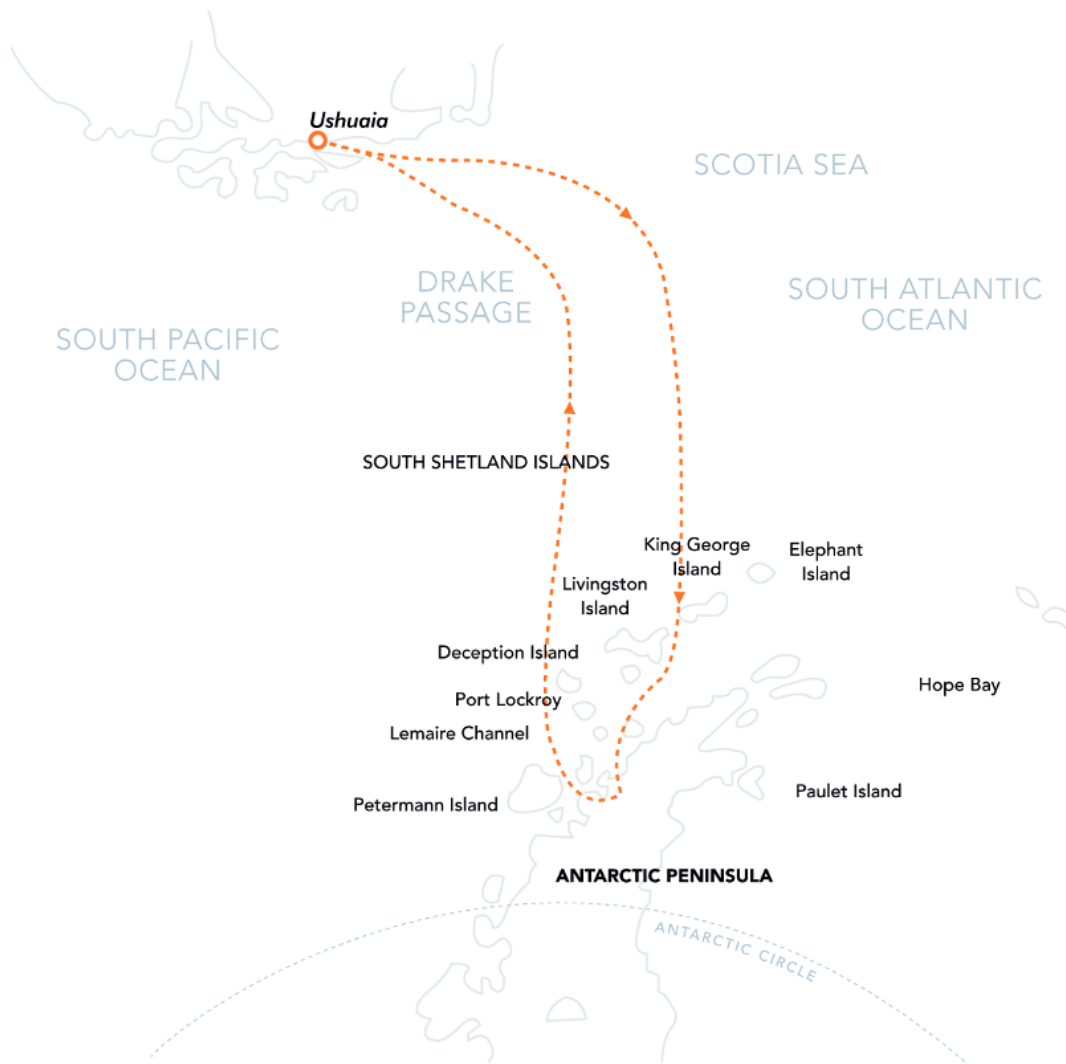 Ushuaia
SCOTIA SEA
DRAKE
PASSAGE
SOUTH ATLANTIC
OCEAN
SOUTH PACIFIC
OCEAN
SOUTH SHETLAND ISLANDS
King George
Island
Elephant
Island
Livingston
Island
Deception Island
Hope Bay
Port Lockroy
Lemaire Channel
Paulet Island
Petermann Island
ANTARCTIC PENINSULA
ANTARCTIC CIRCLE